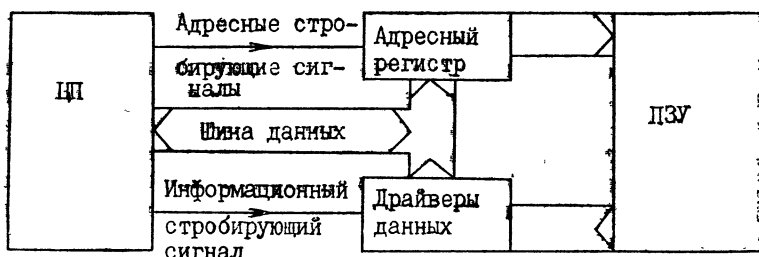 Адресные стро-
бирующие сиг-
налы
Адресный
регистр
ЦП
Шина данных
ПЗУ
Информационный
стробирующий
сигнал
Драйверы
данных